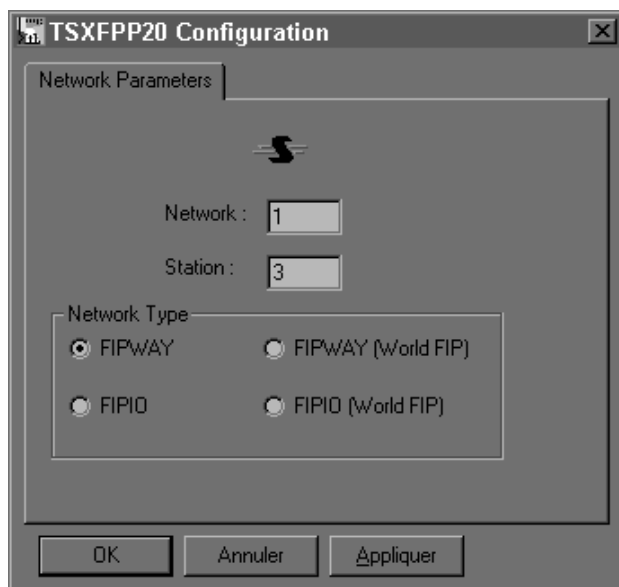 TSXFPP20 Configuration
Network Parameters
Network :
1
Station :
3
Network Type
FIPWAY
FIPWAY (World FIP)
FIPIO
FIPIO (World FIP)
OK
Annuler
Appliquer